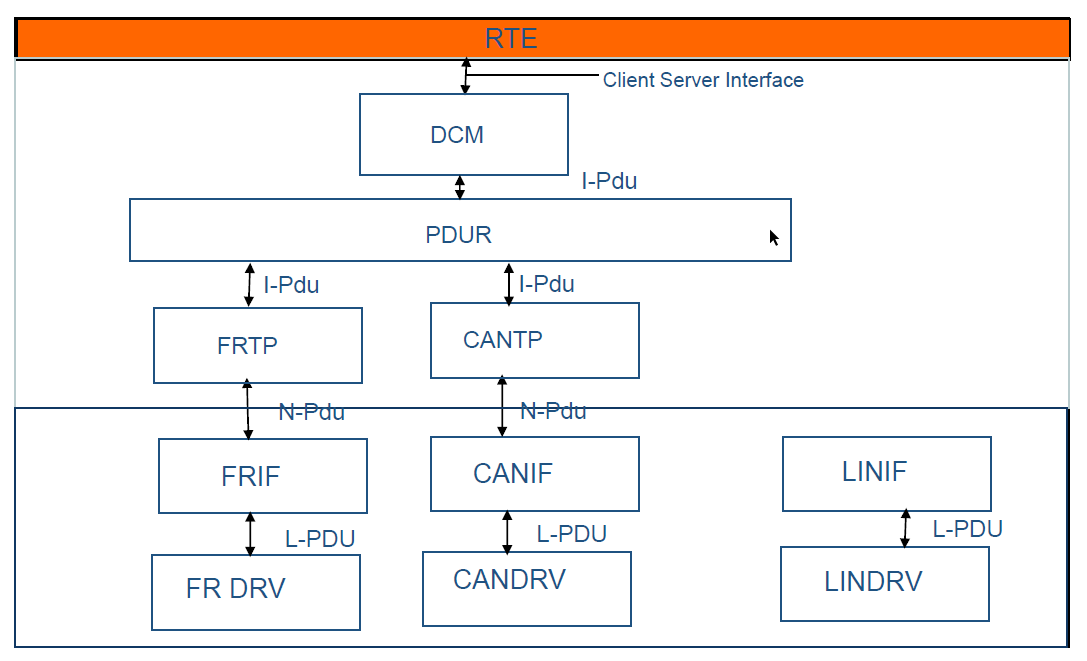 RTE
Client Server Interface
DCM
I-Pdu
PDUR
I-Pdu
I-Pdu
FRTP
CANTP
N-Pdu
N-Pdu
FRIF
CANIF
LINIF
L-PDU
L-PDU
L-PDU
FR DRV
CANDRV
LINDRV